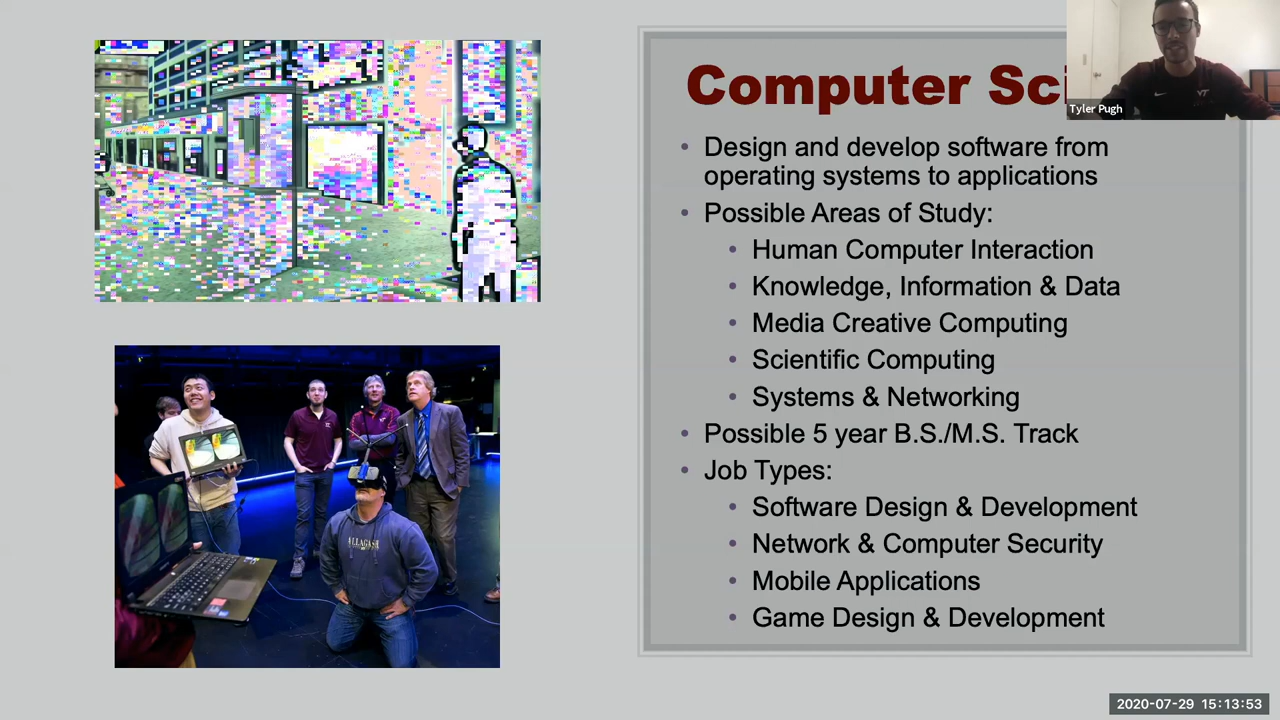 Computer Sci
Tyler Pugh
• Design and develop software from
operating systems to applications
• Possible Areas of Study:
• Human Computer Interaction
• Knowledge, Information & Data
• Media Creative Computing
• Scientific Computing
• Systems & Networking
• Possible 5 year B.S./M.S. Track
• Job Types:
• Software Design & Development
• Network & Computer Security
• Mobile Applications
• Game Design & Development
2020-07-29 15:13:53